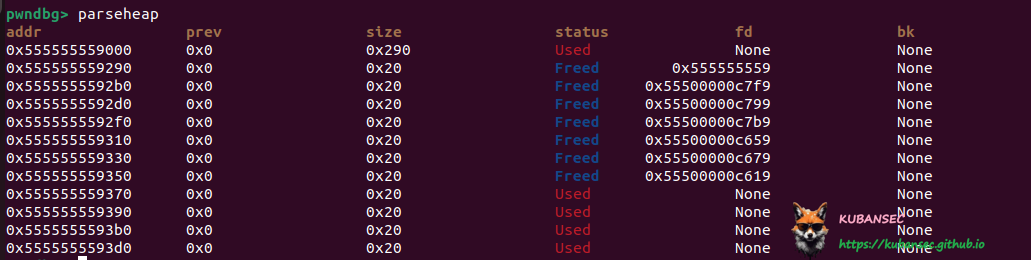 pwndbg> parseheap
addr prev size status fd bk
0x555555559000 0x0 0x290 Used None None
0x555555559290 0x0 0x20 Freed 0x555555559 None
0x5555555592b0 0x0 0x20 Freed 0x55500000c7f9 None
0x5555555592d0 0x0 0x20 Freed 0x55500000c799 None
0x5555555592f0 0x0 0x20 Freed 0x55500000c7b9 None
0x555555559310 0x0 0x20 Freed 0x55500000c659 None
0x555555559330 0x0 0x20 Freed 0x55500000c679 None
0x555555559350 0x0 0x20 Freed 0x55500000c619 None
0x555555559370 0x0 0x20 Used None None
0x555555559390 0x0 0x20 Used None None
0x5555555593b0 0x0 0x20 Used None None
0x5555555593d0 0x0 0x20 Used None None
KUBANSEC
https://kubansec.github.io